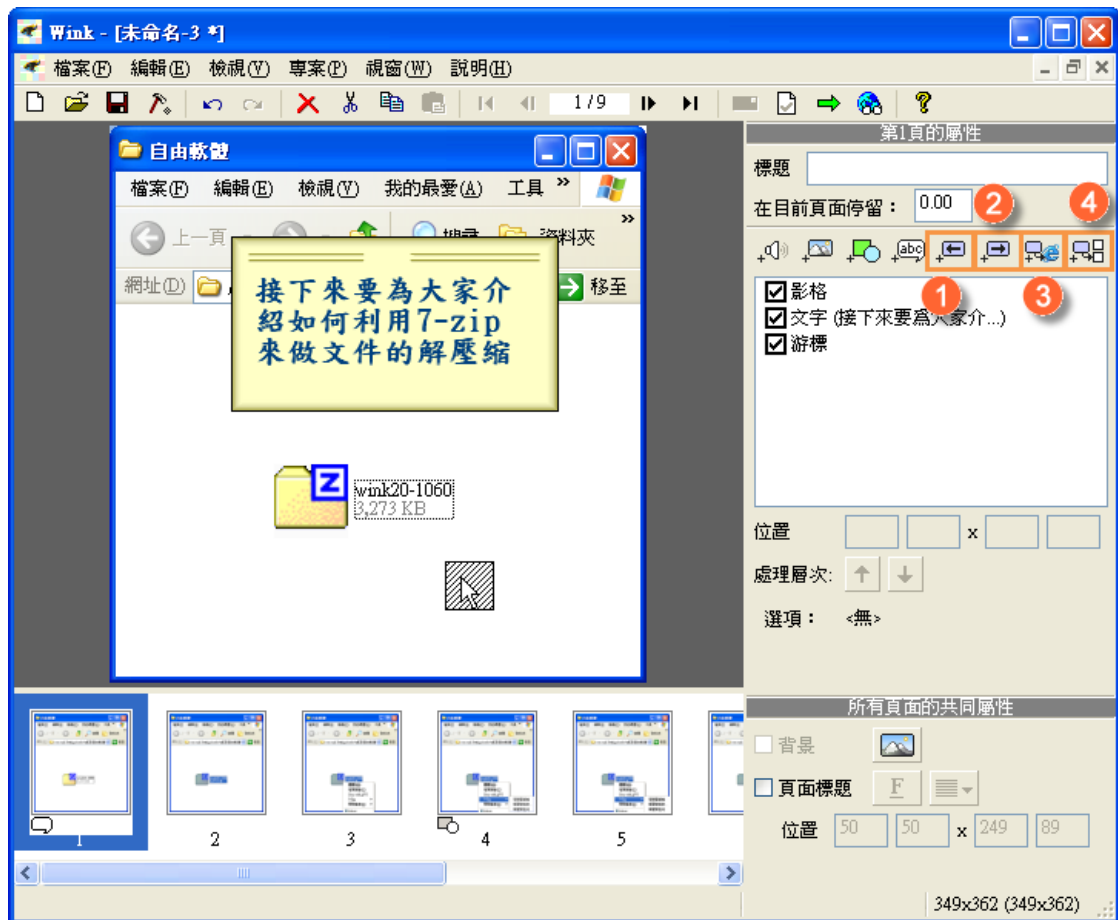 Wink - [未命名-3 *]
檔案(F) 編輯(E) 檢視(V) 專案(P) 視窗(W) 說明(H)
1 / 9
自由軟體
檔案(F) 編輯(E) 檢視(V) 我的最愛(A) 工具 »
上一頁 資料夾 »
網址(D) 移至
接下來要為大家介
紹如何利用7-zip
來做文件的解壓縮
wink20-1060
3,273 KB
第1頁的屬性
標題
在目前頁面停留： 0.00
2
4
abc
1
3
影格
文字 (接下來要爲大家介...)
游標
位置 x
處理層次:
選項： <無>
1
2
3
4
5
所有頁面的共同屬性
背景
頁面標題 F
位置 50 50 x 249 89
349x362 (349x362)